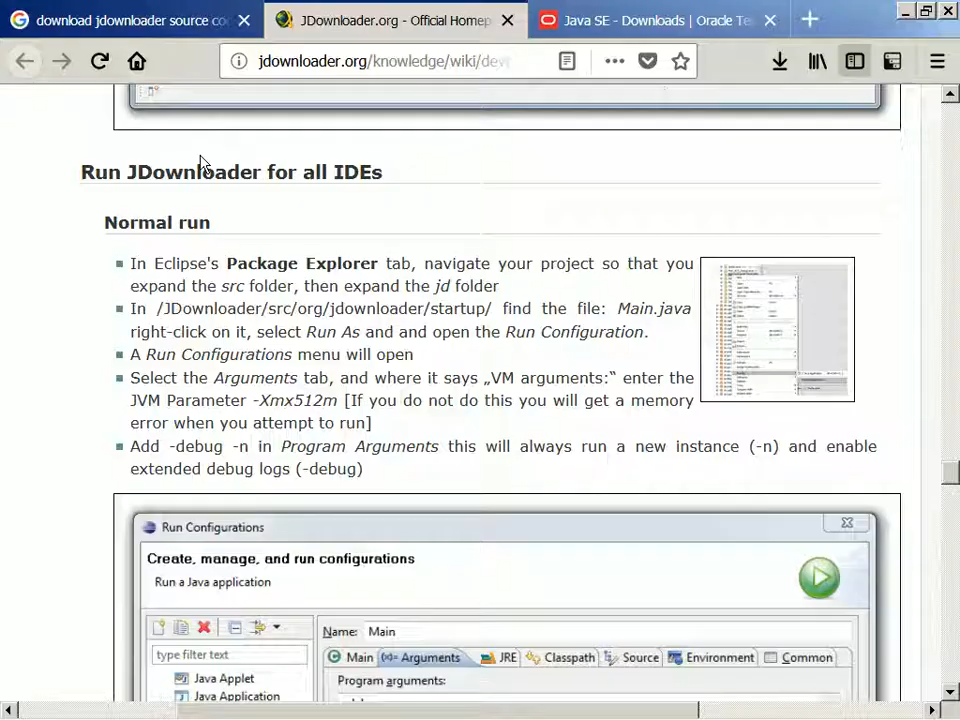 download jdownloader source co
JDownloader.org - Official Homep
Java SE - Downloads | Oracle Te
jdownloader.org/knowledge/wiki/dev
Run JDownloader for all IDEs
Normal run
In Eclipse's Package Explorer tab, navigate your project so that you
expand the src folder, then expand the jd folder
In /JDownloader/src/org/jdownloader/startup/ find the file: Main.java
right-click on it, select Run As and and open the Run Configuration.
A Run Configurations menu will open
Select the Arguments tab, and where it says „VM arguments:“ enter the
JVM Parameter -Xmx512m [If you do not do this you will get a memory
error when you attempt to run]
Add -debug -n in Program Arguments this will always run a new instance (-n) and enable
extended debug logs (-debug)
Run Configurations
Create, manage, and run configurations
Run a Java application
Name: Main
type filter text
Main (x)= Arguments JRE Classpath Source Environment Common
Java Applet
Program arguments:
Java Application